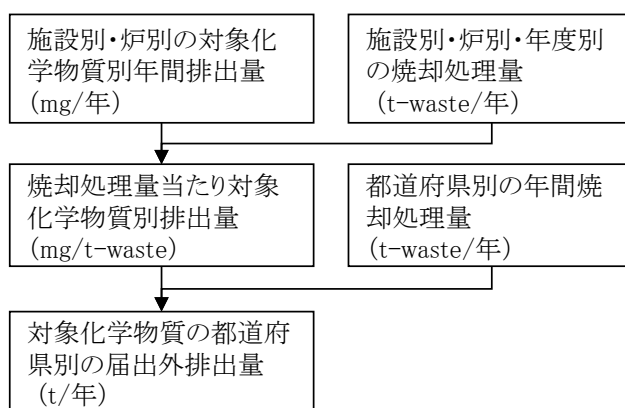 施設別・炉別の対象化
学物質別年間排出量
(mg/年)
施設別・炉別・年度別
の焼却処理量
(t-waste/年)
焼却処理量当たり対象
化学物質別排出量
(mg/t-waste)
都道府県別の年間焼
却処理量
(t-waste/年)
対象化学物質の都道府
県別の届出外排出量
(t/年)